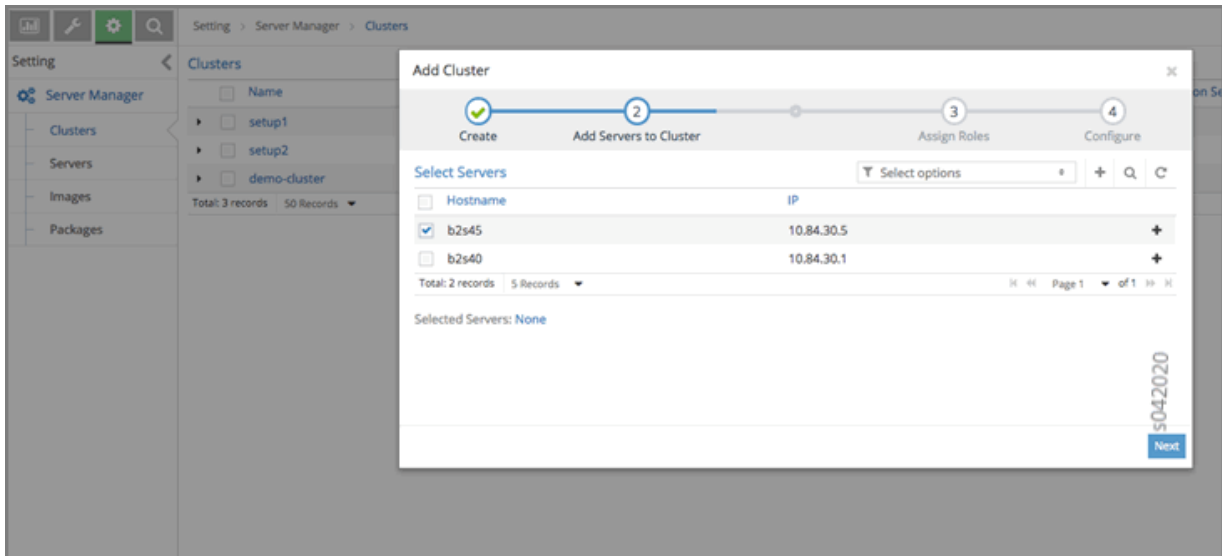 Setting > Server Manager > Clusters
Setting
Server Manager
Clusters
Servers
Images
Packages
Clusters
Name
setup1
setup2
demo-cluster
Total: 3 records 50 Records
on Se
Add Cluster
2 3 4
Create Add Servers to Cluster Assign Roles Configure
Select Servers Select options
Hostname IP
b2s45 10.84.30.5
b2s40 10.84.30.1
Total: 2 records 5 Records Page 1 of 1
Selected Servers: None
s042020
Next